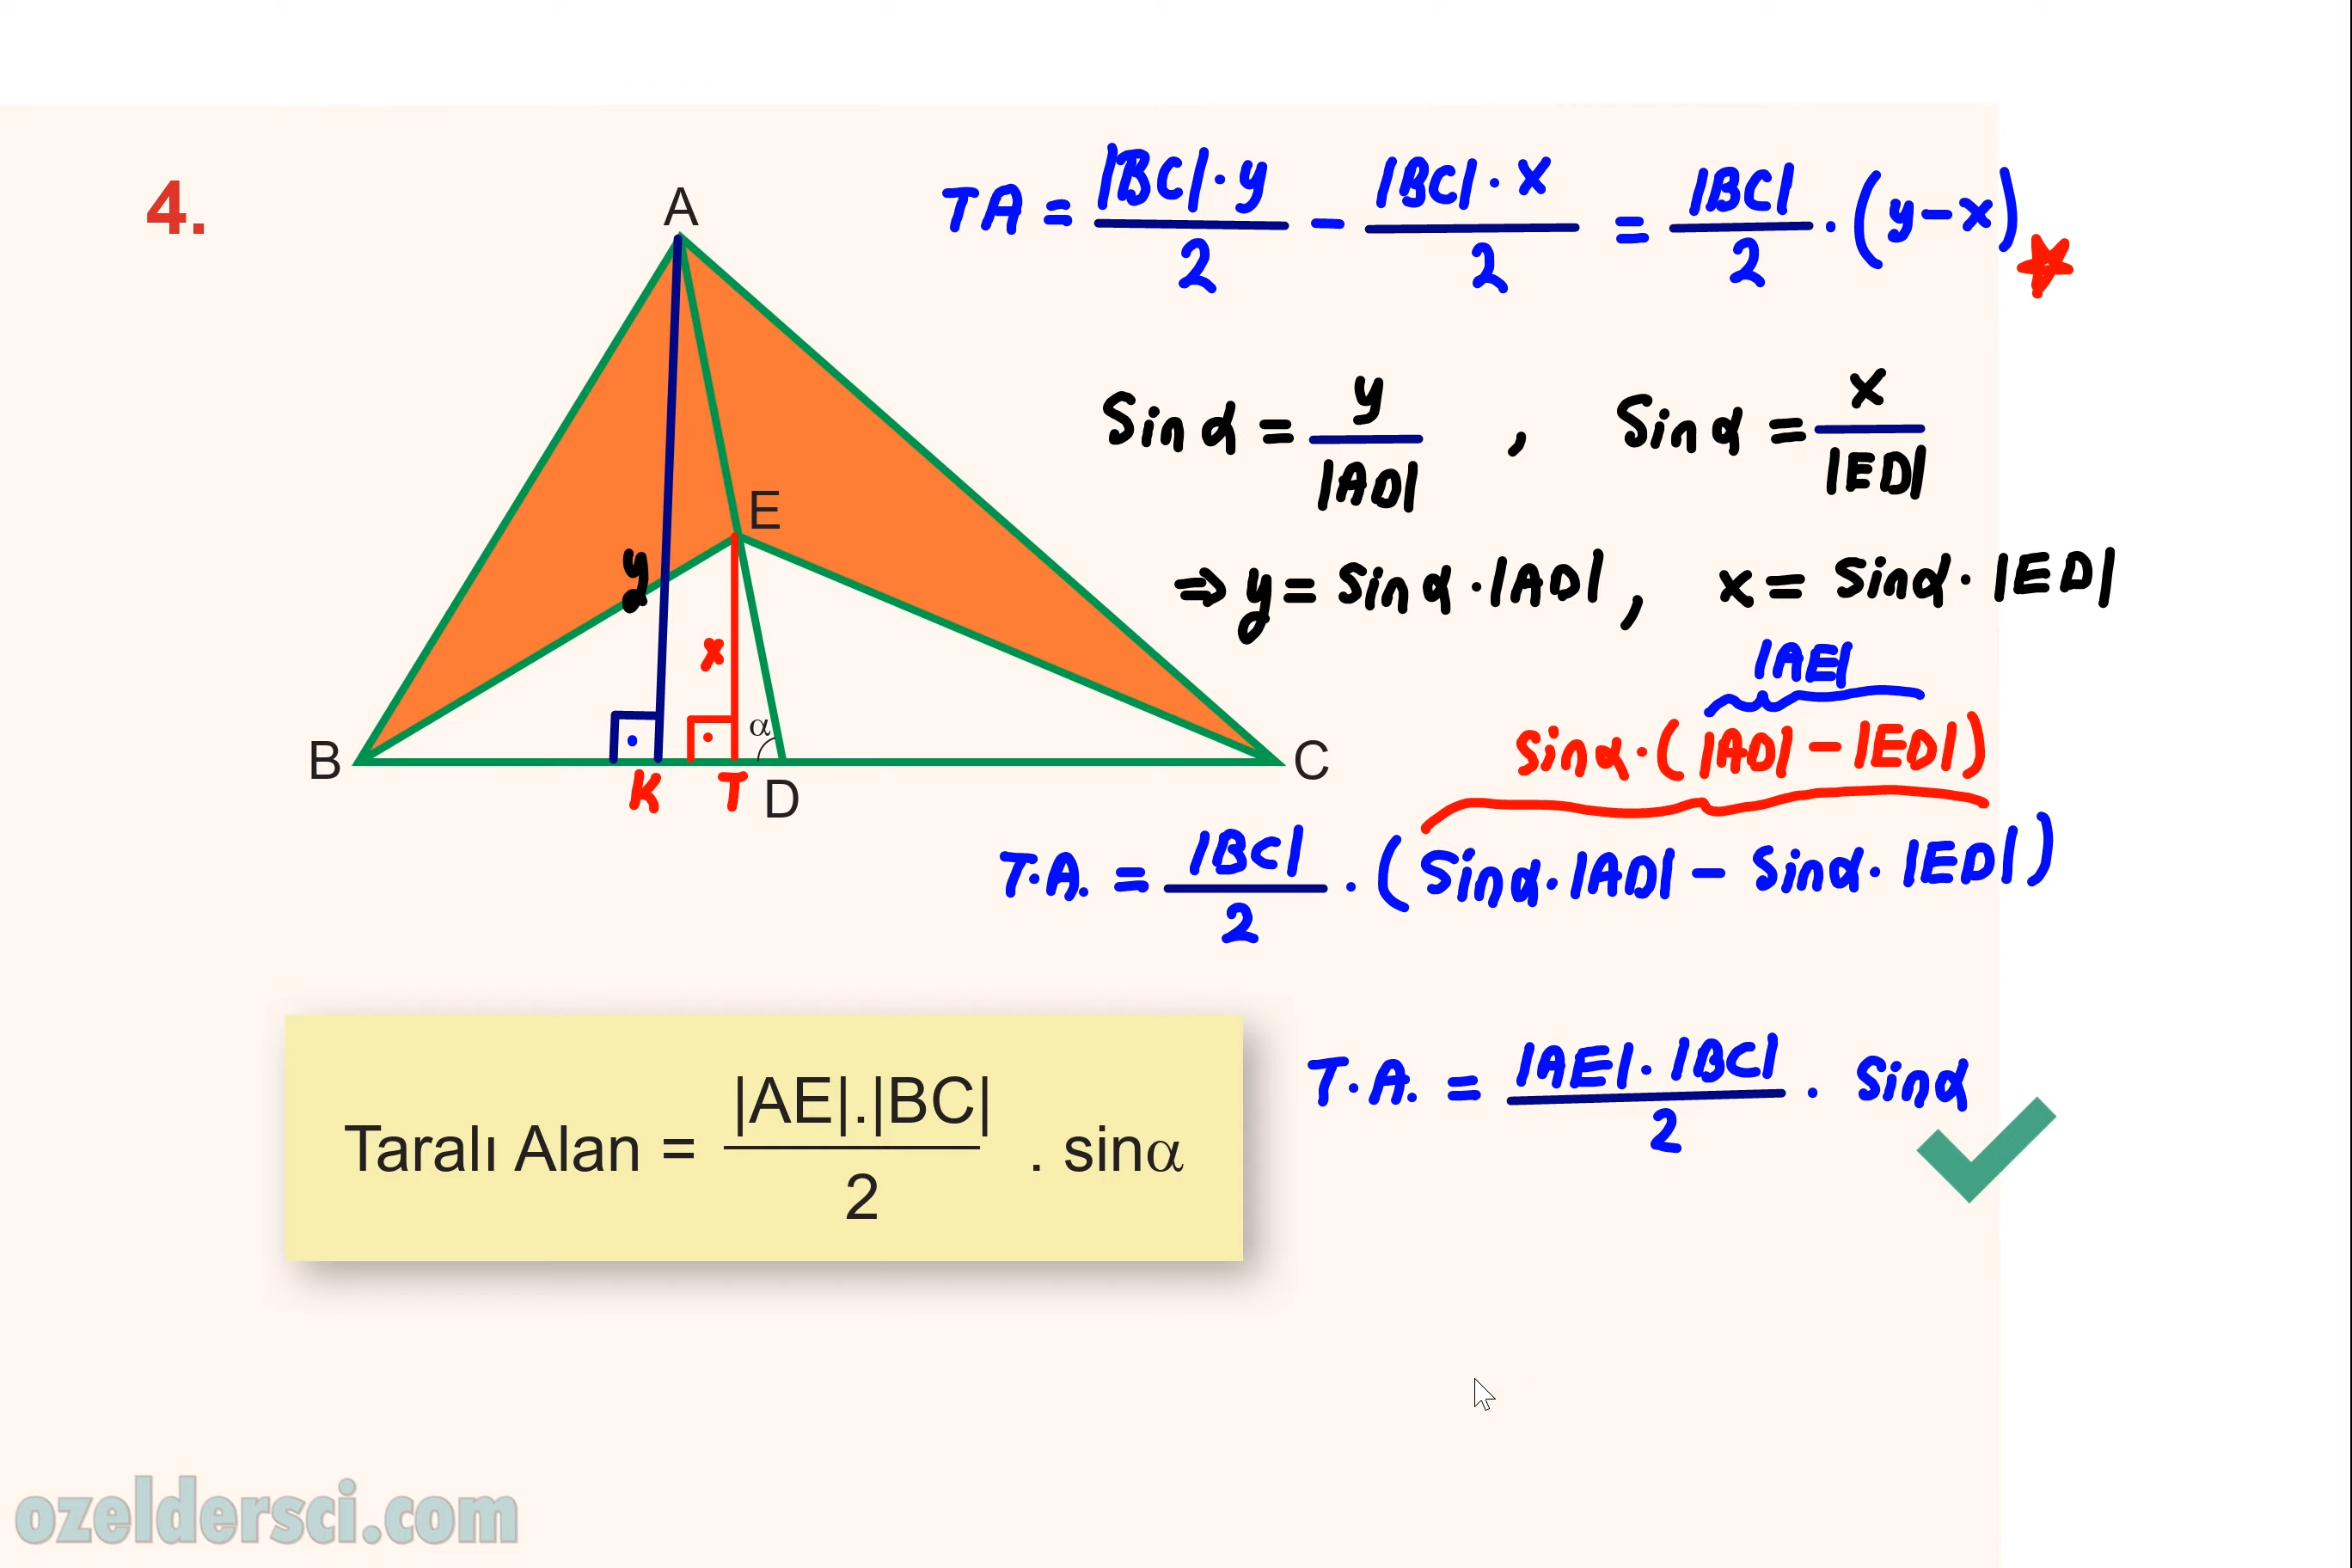 4.
TA = |BC|·y / 2 − |BC|·x / 2 = |BC| / 2 · (y−x)
A
Sin α = y / |AD| , Sin α = x / |ED|
E
y
⇒ y = Sin α · |AD| , x = Sin α · |ED|
x
|AE|
Sin α · (|AD| − |ED|)
α
B
C
K T D
T.A. = |BC| / 2 · (Sin α · |AD| − Sin α · |ED|)
Taralı Alan = |AE|.|BC| / 2 . sinα
T.A. = |AE| · |BC| / 2 · Sin α
ozeldersci.com